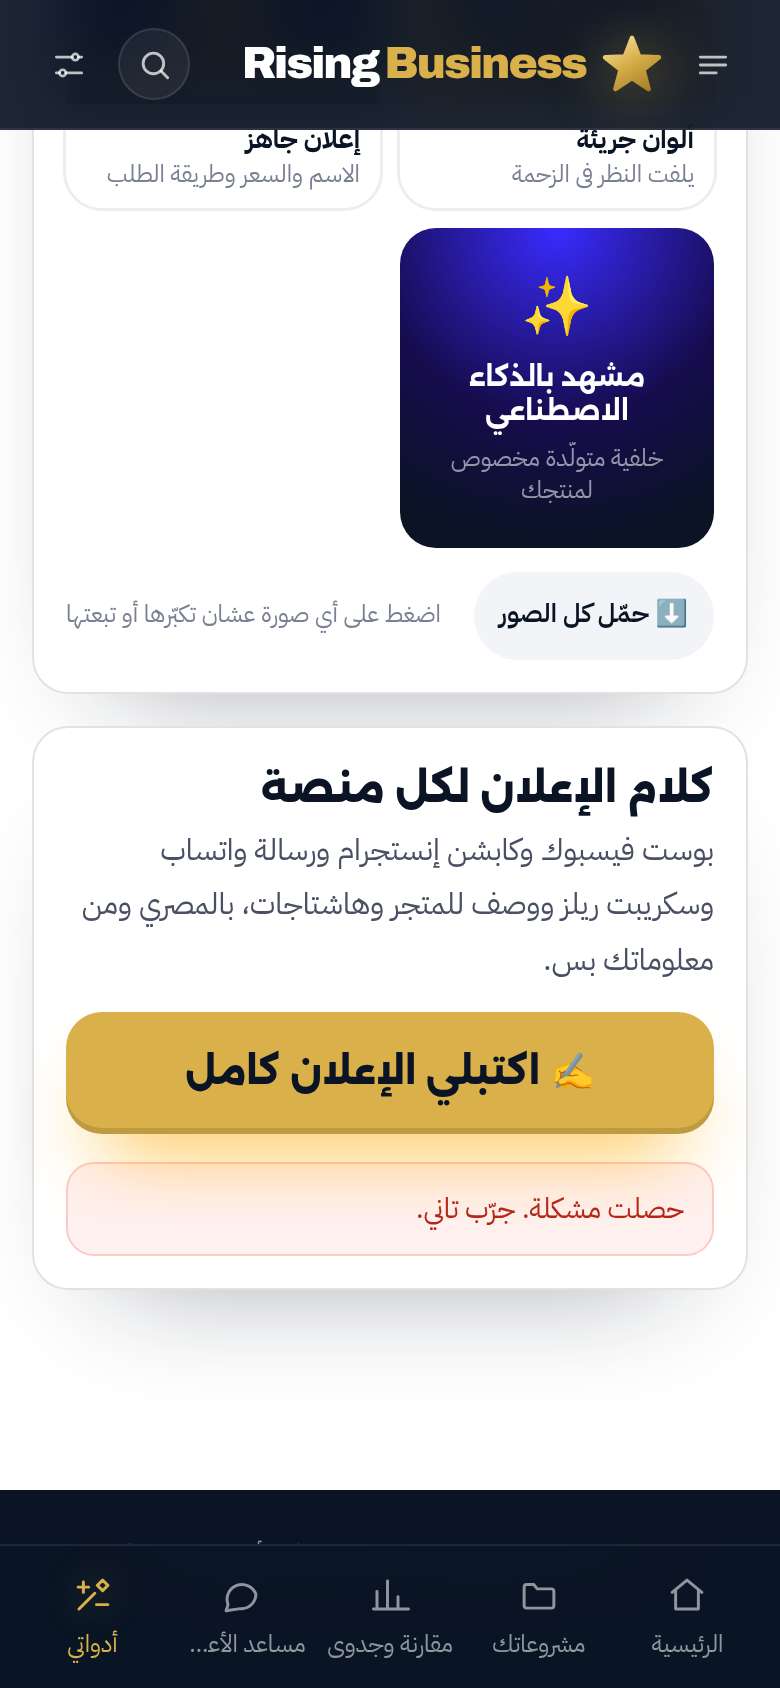 Rising Business
ألوان جريئة
يلفت النظر في الزحمة
إعلان جاهز
الاسم والسعر وطريقة الطلب
مشهد بالذكاء
الاصطناعي
خلفية متولّدة مخصوص
لمنتجك
حمّل كل الصور
اضغط على أي صورة عشان تكبّرها أو تبعتها
كلام الإعلان لكل منصة
بوست فيسبوك وكابشن إنستجرام ورسالة واتساب
وسكريبت ريلز ووصف للمتجر وهاشتاجات، بالمصري ومن
معلوماتك بس.
اكتبلي الإعلان كامل
حصلت مشكلة. جرّب تاني.
الرئيسية
مشروعاتك
مقارنة وجدوى
مساعد الأعـ...
أدواتي